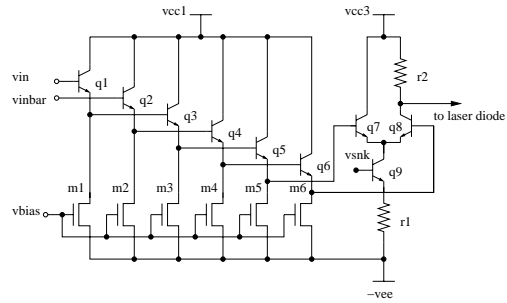 vcc1
vcc3
vin
q1
r2
vinbar
q2
q3
to laser diode
q4
q7
q8
q5
vsnk
q6
q9
m1
m2
m3
m4
m5
m6
vbias
r1
−vee